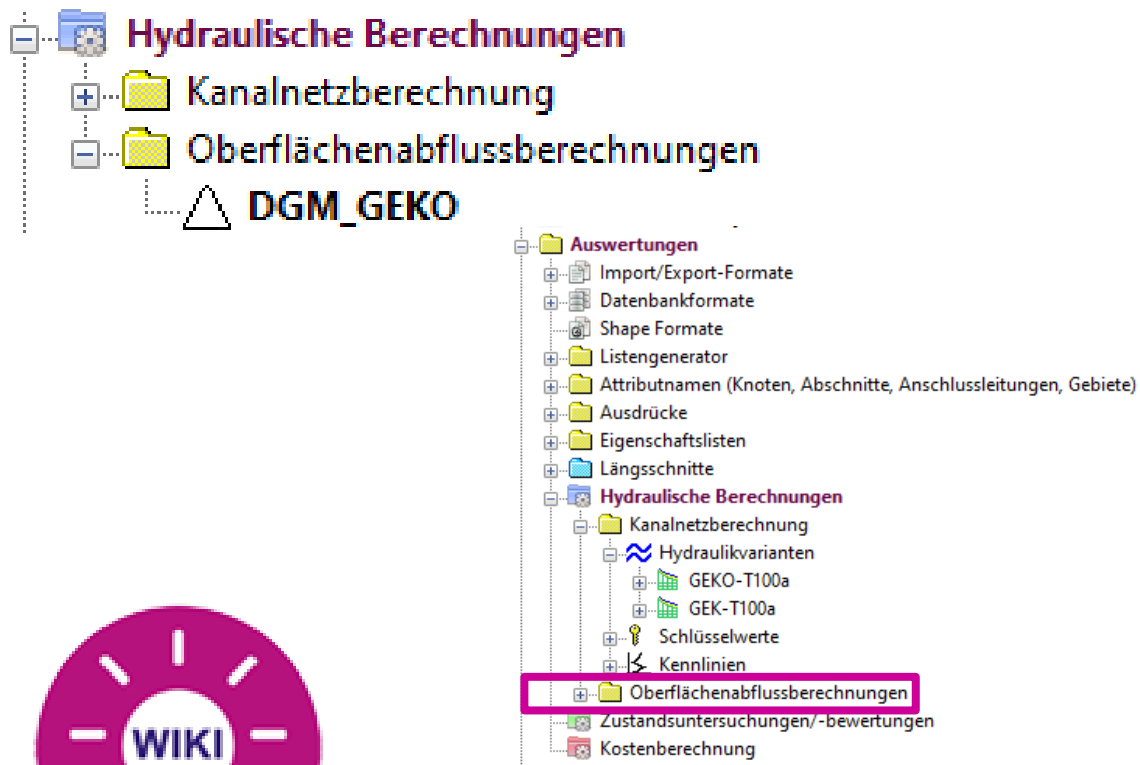 Hydraulische Berechnungen
Kanalnetzberechnung
Oberflächenabflussberechnungen
DGM_GEKO
Auswertungen
Import/Export-Formate
Datenbankformate
Shape Formate
Listengenerator
Attributnamen (Knoten, Abschnitte, Anschlussleitungen, Gebiete)
Ausdrücke
Eigenschaftslisten
Längsschnitte
Hydraulische Berechnungen
Kanalnetzberechnung
Hydraulikvarianten
GEKO-T100a
GEK-T100a
Schlüsselwerte
Kennlinien
Oberflächenabflussberechnungen
Zustandsuntersuchungen/-bewertungen
Kostenberechnung
WIKI